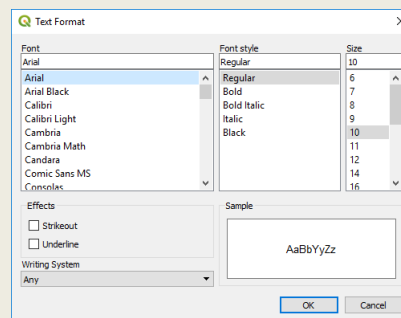 Text Format
Font
Font style
Size
Arial
Regular
10
Arial
Arial Black
Calibri
Calibri Light
Cambria
Cambria Math
Candara
Comic Sans MS
Consolas
Regular
Bold
Bold Italic
Italic
Black
6
7
8
9
10
11
12
14
16
Effects
Strikeout
Underline
Sample
AaBbYyZz
Writing System
Any
OK
Cancel